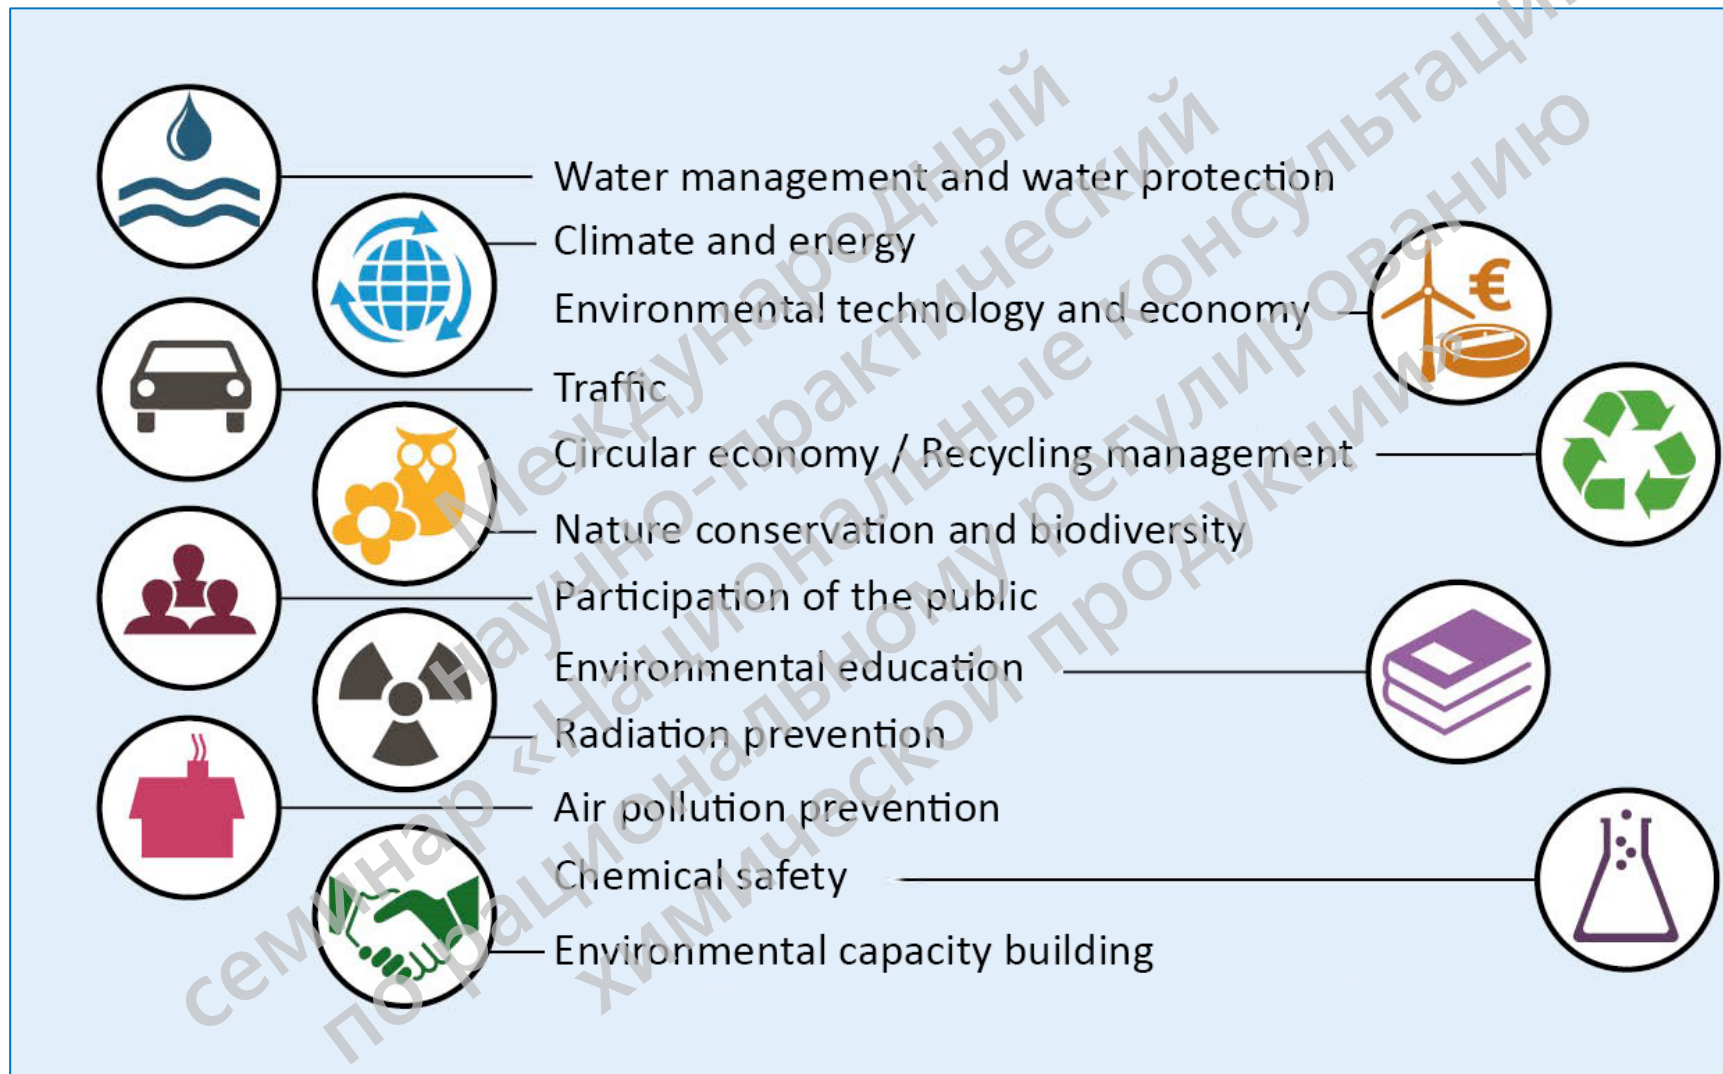 Water management and water protection
Climate and energy
Environmental technology and economy
€
Traffic
Circular economy / Recycling management
Nature conservation and biodiversity
Participation of the public
Environmental education
Radiation prevention
Air pollution prevention
Chemical safety
Environmental capacity building
Международный
научно-практический
семинар «Национальные консультации
по рациональному регулированию
химической продукции»